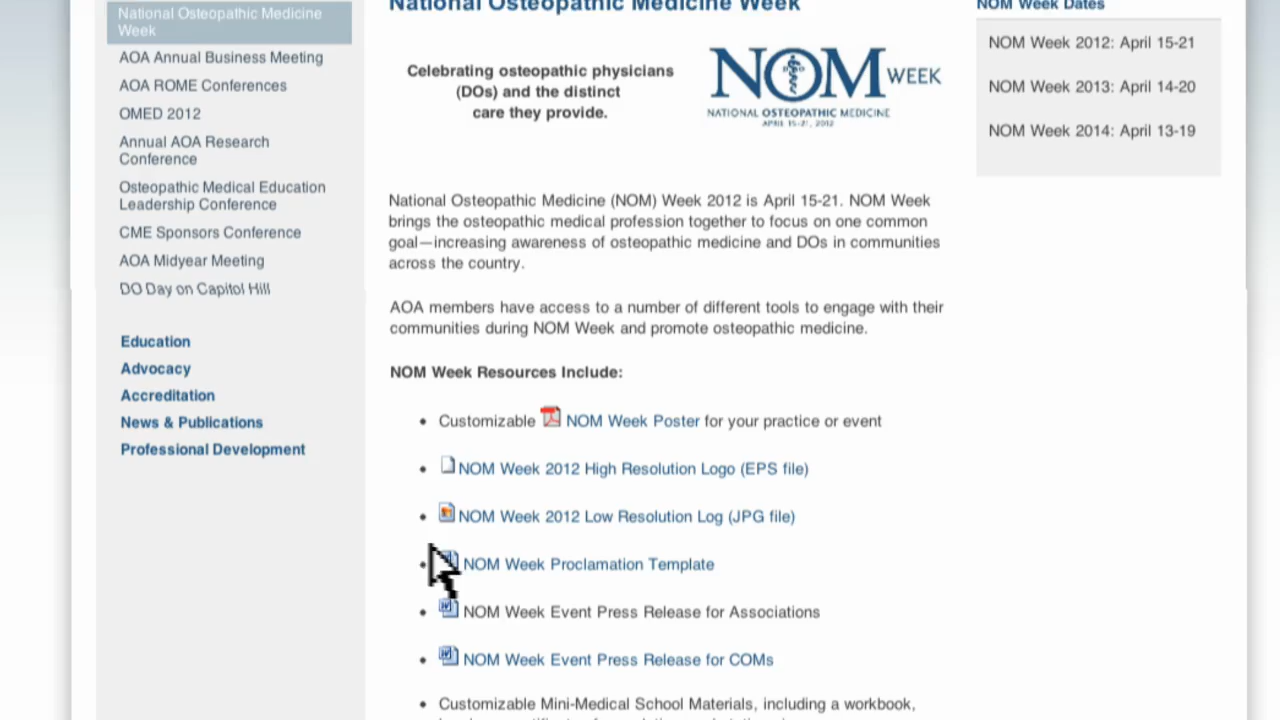 National Osteopathic Medicine
Week
AOA Annual Business Meeting
AOA ROME Conferences
OMED 2012
Annual AOA Research
Conference
Osteopathic Medical Education
Leadership Conference
CME Sponsors Conference
AOA Midyear Meeting
DO Day on Capitol Hill
Education
Advocacy
Accreditation
News & Publications
Professional Development
National Osteopathic Medicine Week
Celebrating osteopathic physicians
(DOs) and the distinct
care they provide.
NOM WEEK
NATIONAL OSTEOPATHIC MEDICINE
APRIL 15-21, 2012
National Osteopathic Medicine (NOM) Week 2012 is April 15-21. NOM Week
brings the osteopathic medical profession together to focus on one common
goal—increasing awareness of osteopathic medicine and DOs in communities
across the country.
AOA members have access to a number of different tools to engage with their
communities during NOM Week and promote osteopathic medicine.
NOM Week Resources Include:
• Customizable NOM Week Poster for your practice or event
• NOM Week 2012 High Resolution Logo (EPS file)
• NOM Week 2012 Low Resolution Log (JPG file)
• NOM Week Proclamation Template
• NOM Week Event Press Release for Associations
• NOM Week Event Press Release for COMs
• Customizable Mini-Medical School Materials, including a workbook,
NOM Week Dates
NOM Week 2012: April 15-21
NOM Week 2013: April 14-20
NOM Week 2014: April 13-19